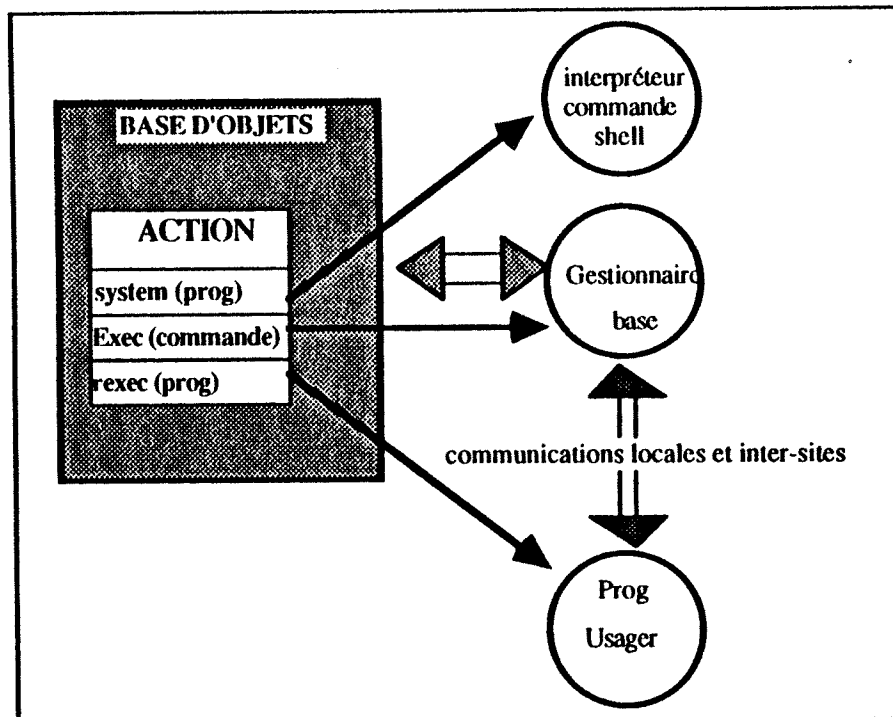 BASE D'OBJETS
ACTION
system (prog)
Exec (commande)
rexec (prog)
interpréteur
commande
shell
Gestionnaire
base
communications locales et inter-sites
Prog
Usager